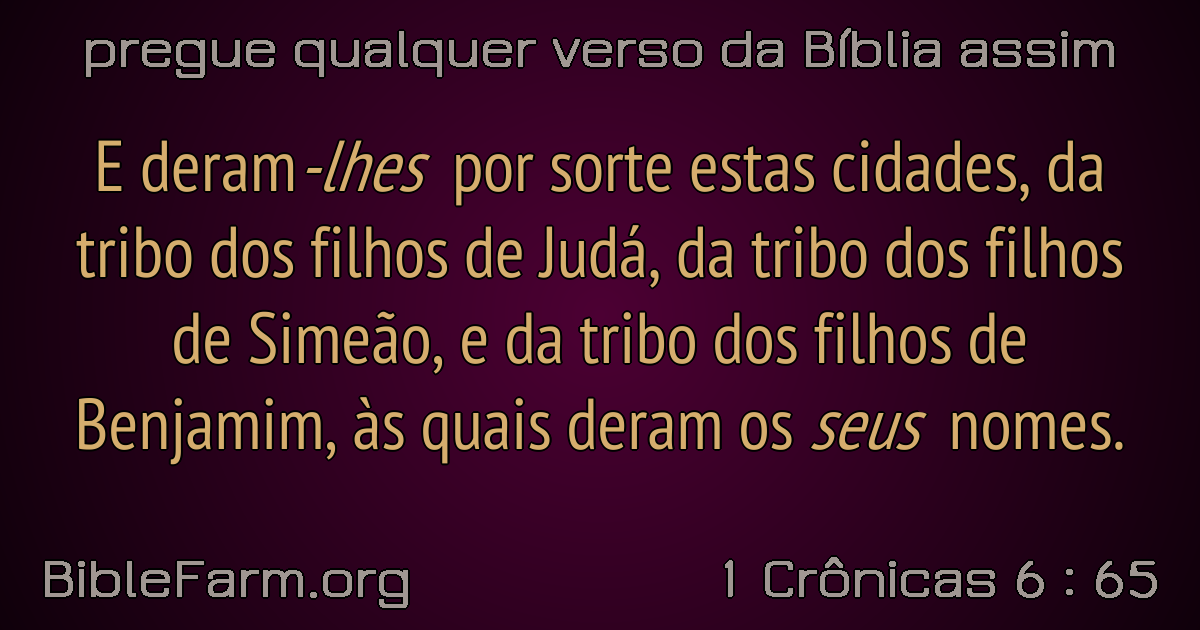 pregue qualquer verso da Bíblia assim
E deram-lhes por sorte estas cidades, da
tribo dos filhos de Judá, da tribo dos filhos
de Simeão, e da tribo dos filhos de
Benjamim, às quais deram os seus nomes.
BibleFarm.org
1 Crônicas 6 : 65